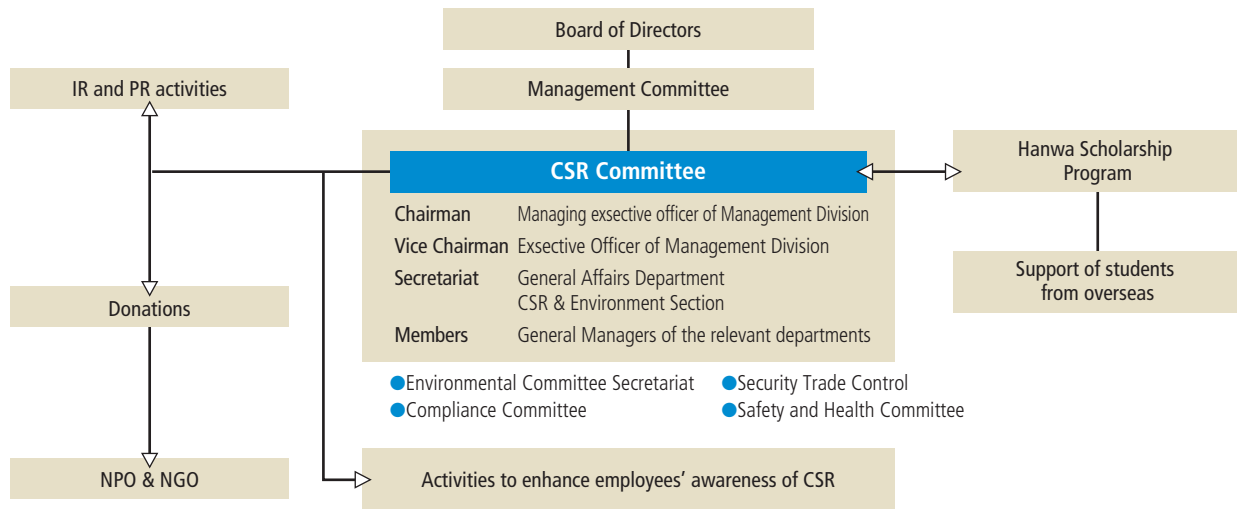 Board of Directors
Management Committee
IR and PR activities
CSR Committee
Chairman Managing exsective officer of Management Division
Vice Chairman Exsective Officer of Management Division
Secretariat General Affairs Department
CSR & Environment Section
Members General Managers of the relevant departments
Hanwa Scholarship
Program
Support of students
from overseas
Donations
●Environmental Committee Secretariat ●Security Trade Control
●Compliance Committee ●Safety and Health Committee
NPO & NGO
Activities to enhance employees’ awareness of CSR